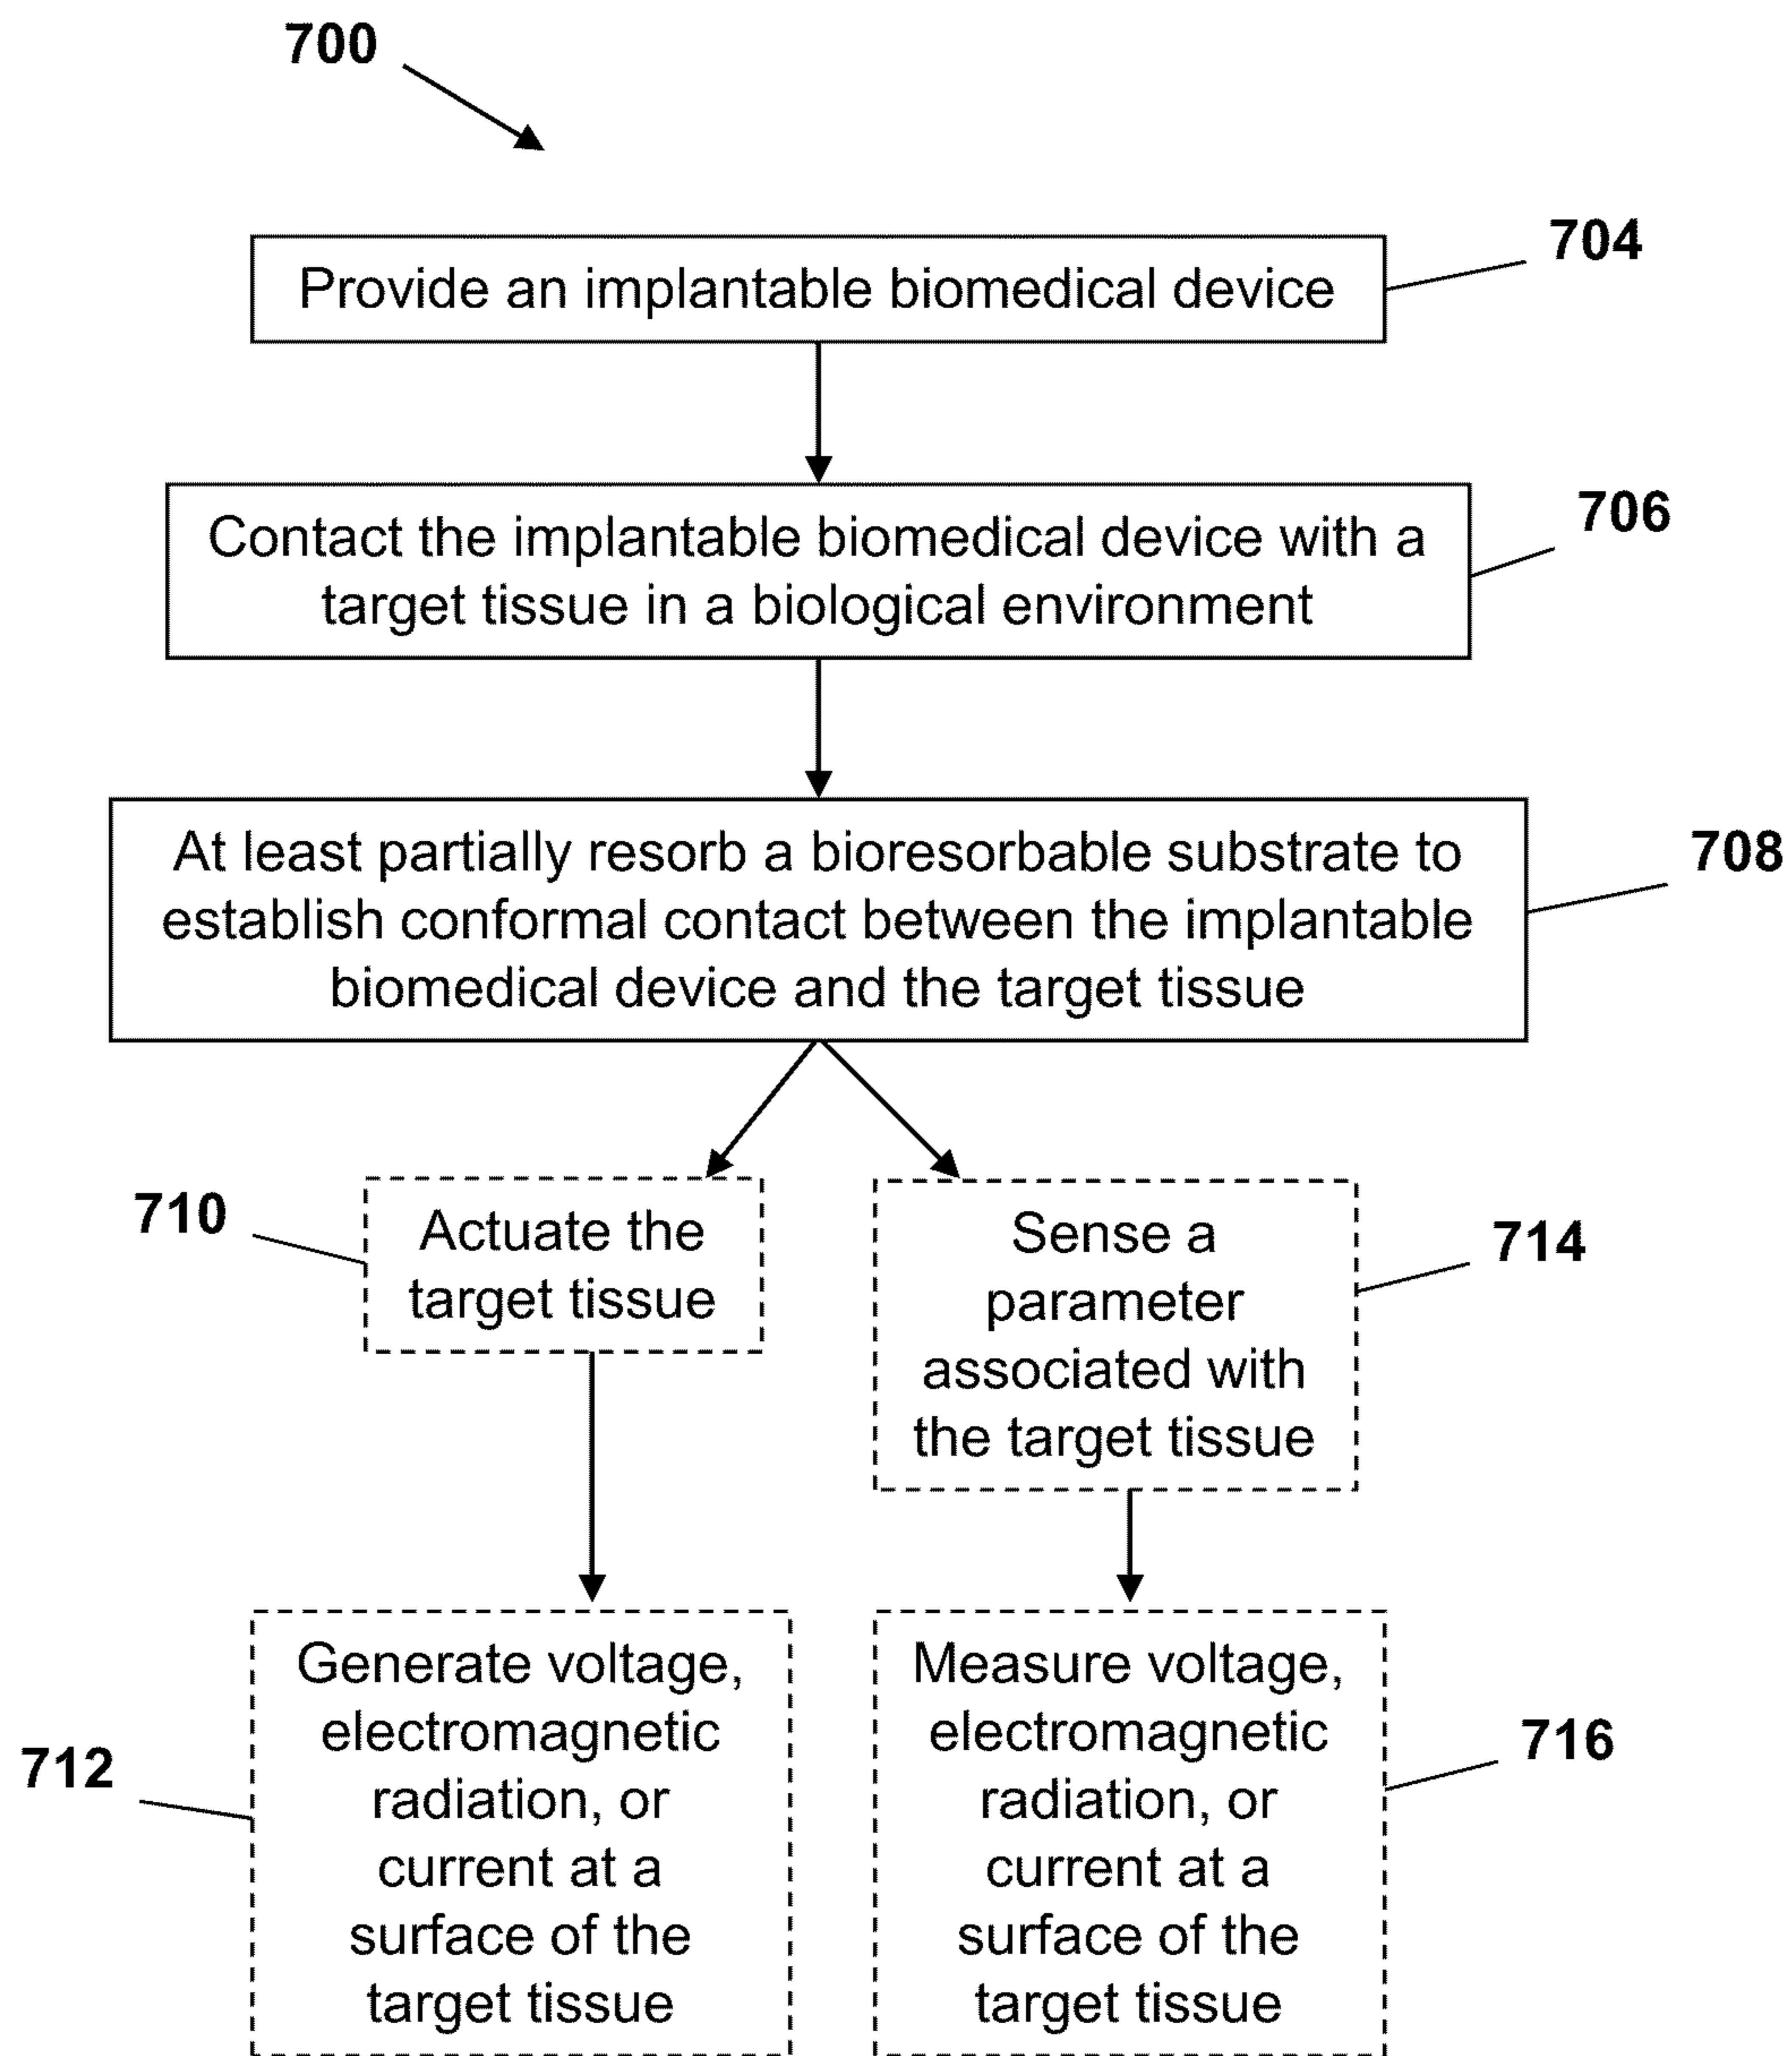 700
704
Provide an implantable biomedical device
706
Contact the implantable biomedical device with a
target tissue in a biological environment
708
At least partially resorb a bioresorbable substrate to
establish conformal contact between the implantable
biomedical device and the target tissue
710
Actuate the
target tissue
714
Sense a
parameter
associated with
the target tissue
712
Generate voltage,
electromagnetic
radiation, or
current at a
surface of the
target tissue
716
Measure voltage,
electromagnetic
radiation, or
current at a
surface of the
target tissue